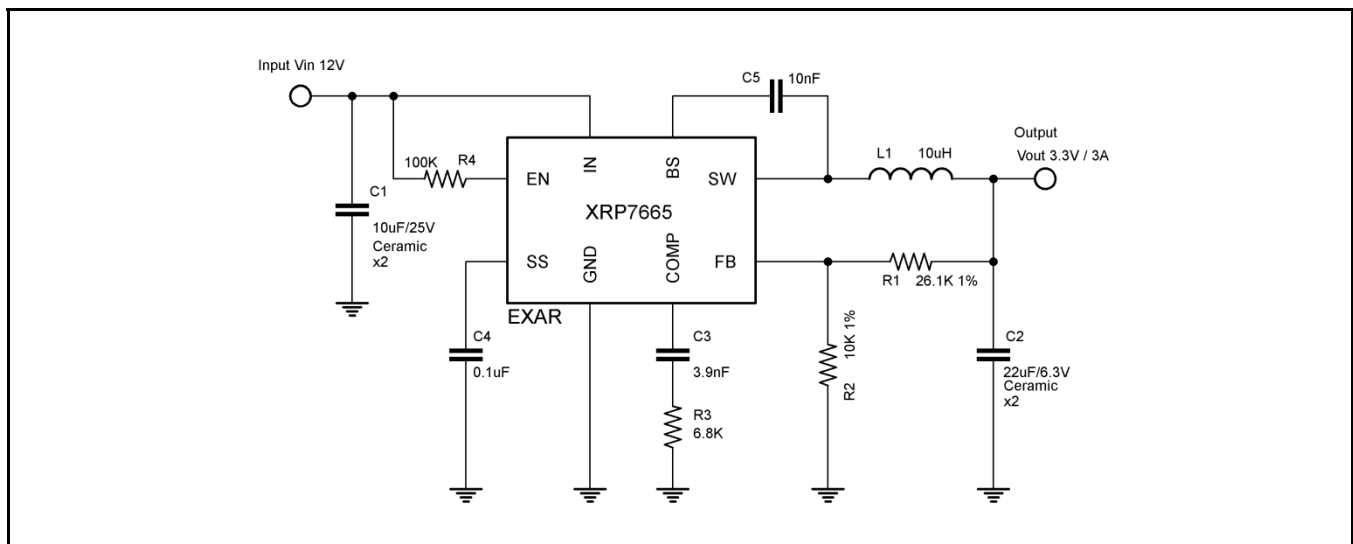 Input Vin 12V
C5
10nF
Output
Vout 3.3V / 3A
L1
10uH
100K
R4
EN
IN
BS
SW
C1
10uF/25V
Ceramic
x2
XRP7665
SS
GND
COMP
FB
R1
26.1K 1%
EXAR
C4
0.1uF
C3
3.9nF
10K 1%
R2
C2
22uF/6.3V
Ceramic
x2
R3
6.8K